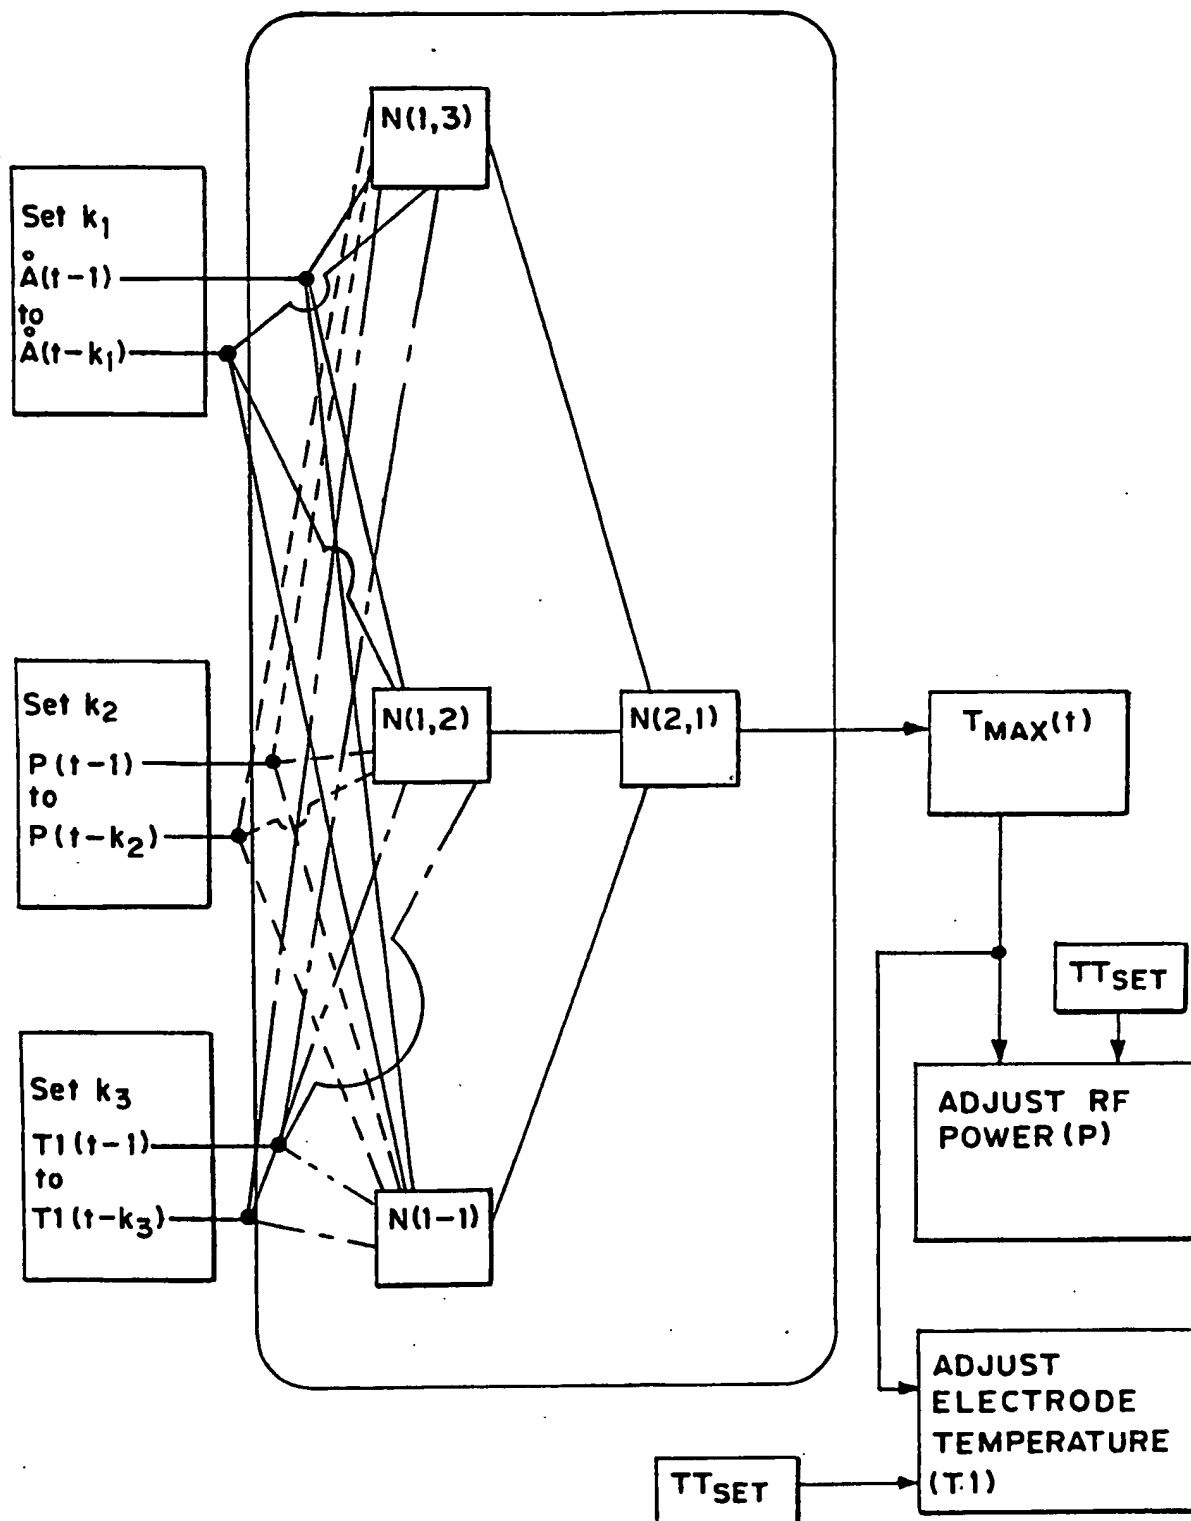 N(1,3)
Set k1
Å(t-1)
to
Å(t-k1)
Set k2
P(t-1)
to
P(t-k2)
N(1,2)
N(2,1)
TMAX(t)
TTSET
Set k3
T1(t-1)
to
T1(t-k3)
N(1-1)
ADJUST RF
POWER(P)
ADJUST
ELECTRODE
TEMPERATURE
(T.1)
TTSET